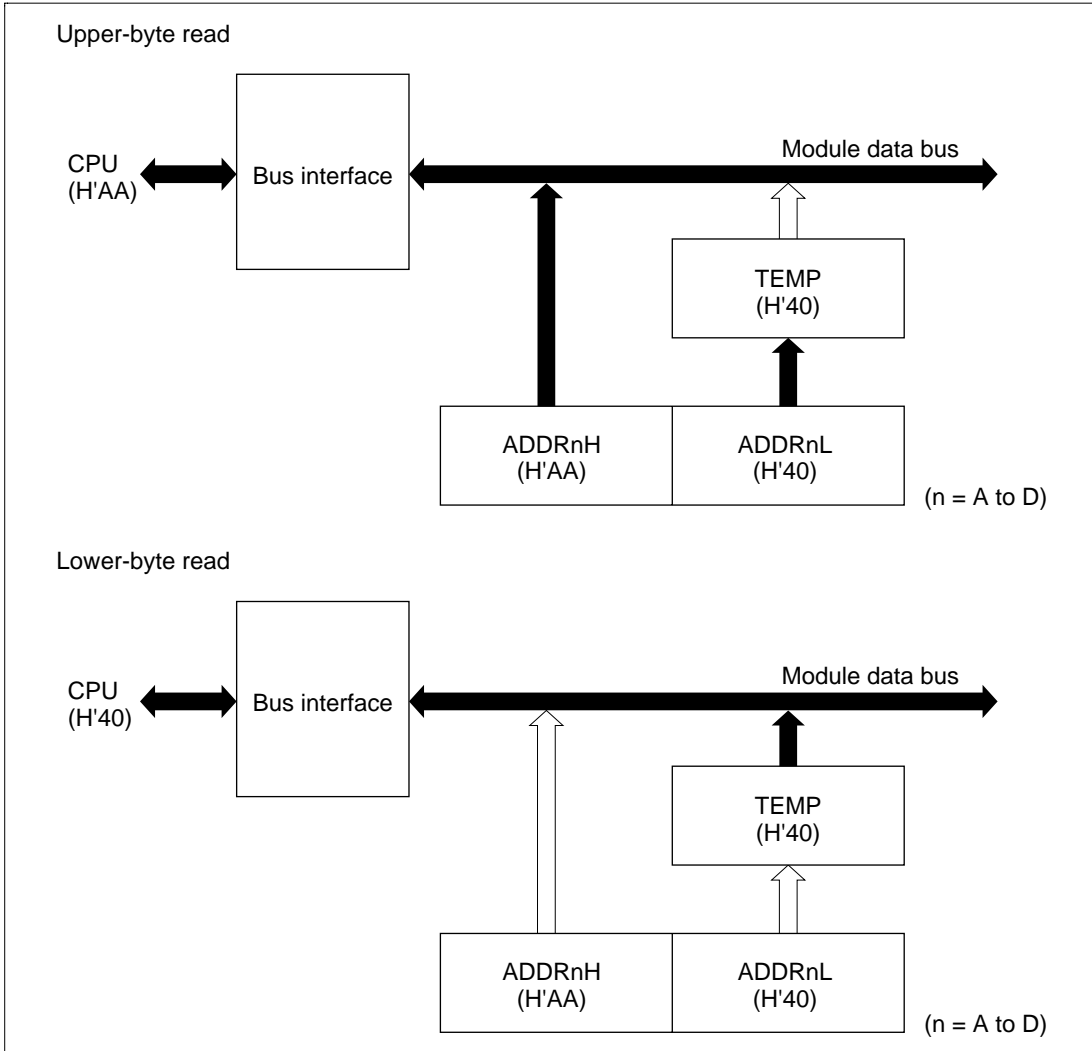 Upper-byte read
CPU
(H'AA)
Bus interface
Module data bus
TEMP
(H'40)
ADDRnH
(H'AA)
ADDRnL
(H'40)
(n = A to D)
Lower-byte read
CPU
(H'40)
Bus interface
Module data bus
TEMP
(H'40)
ADDRnH
(H'AA)
ADDRnL
(H'40)
(n = A to D)